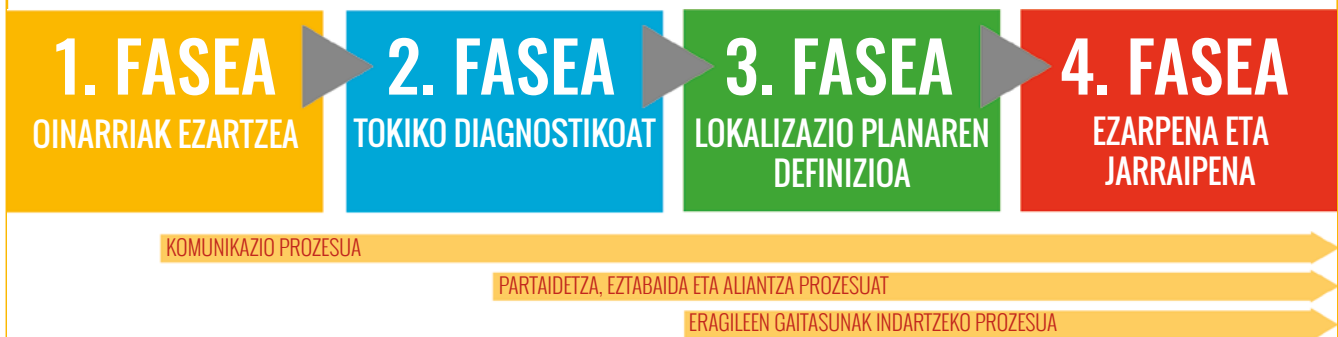 1. FASEA
OINARRIAK EZARTZEA
2. FASEA
TOKIKO DIAGNOSTIKOAT
3. FASEA
LOKALIZAZIO PLANAREN
DEFINIZIOA
4. FASEA
EZARPENA ETA
JARRAIPENA
KOMUNIKAZIO PROZESUA
PARTAIDETZA, EZTABAIDA ETA ALIANTZA PROZESUAT
ERAGILEEN GAITASUNAK INDARTZEKO PROZESUA